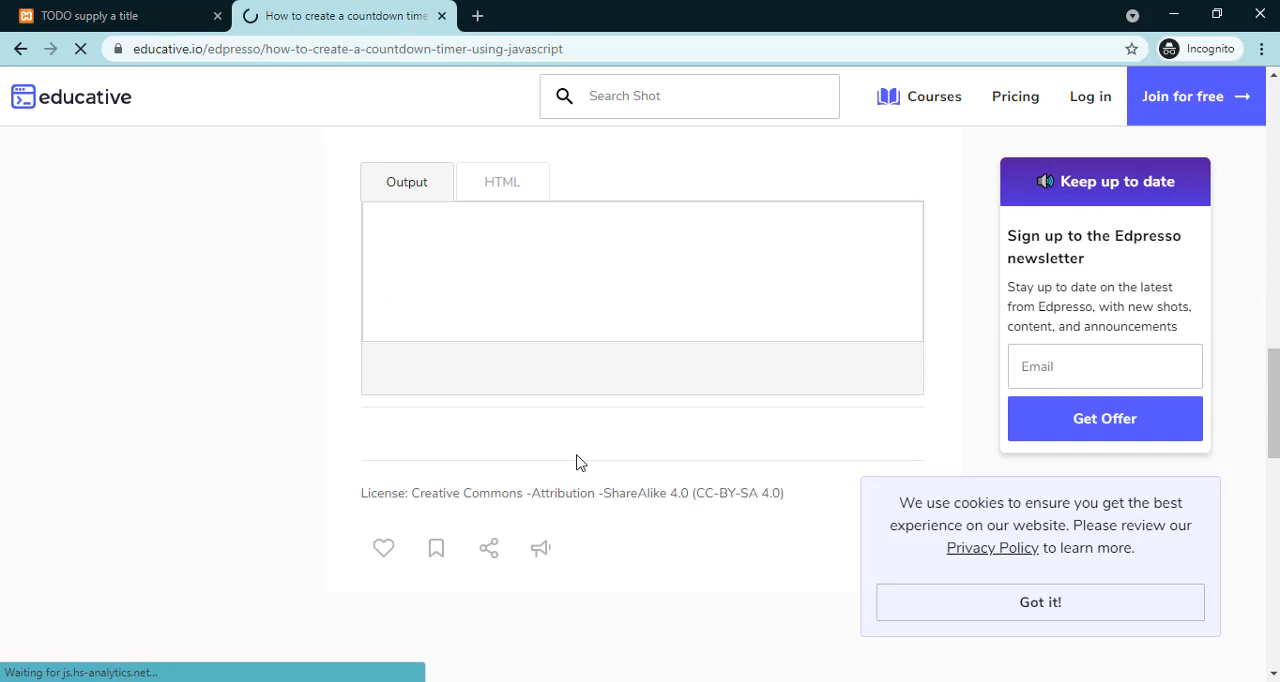 TODO supply a title
How to create a countdown time
educative.io/edpresso/how-to-create-a-countdown-timer-using-javascript
Incognito
educative
Search Shot
Courses
Pricing
Log in
Join for free →
Output
HTML
Keep up to date
Sign up to the Edpresso
newsletter
Stay up to date on the latest
from Edpresso, with new shots,
content, and announcements
Email
Get Offer
License: Creative Commons -Attribution -ShareAlike 4.0 (CC-BY-SA 4.0)
We use cookies to ensure you get the best
experience on our website. Please review our
Privacy Policy to learn more.
Got it!
Waiting for js.hs-analytics.net...